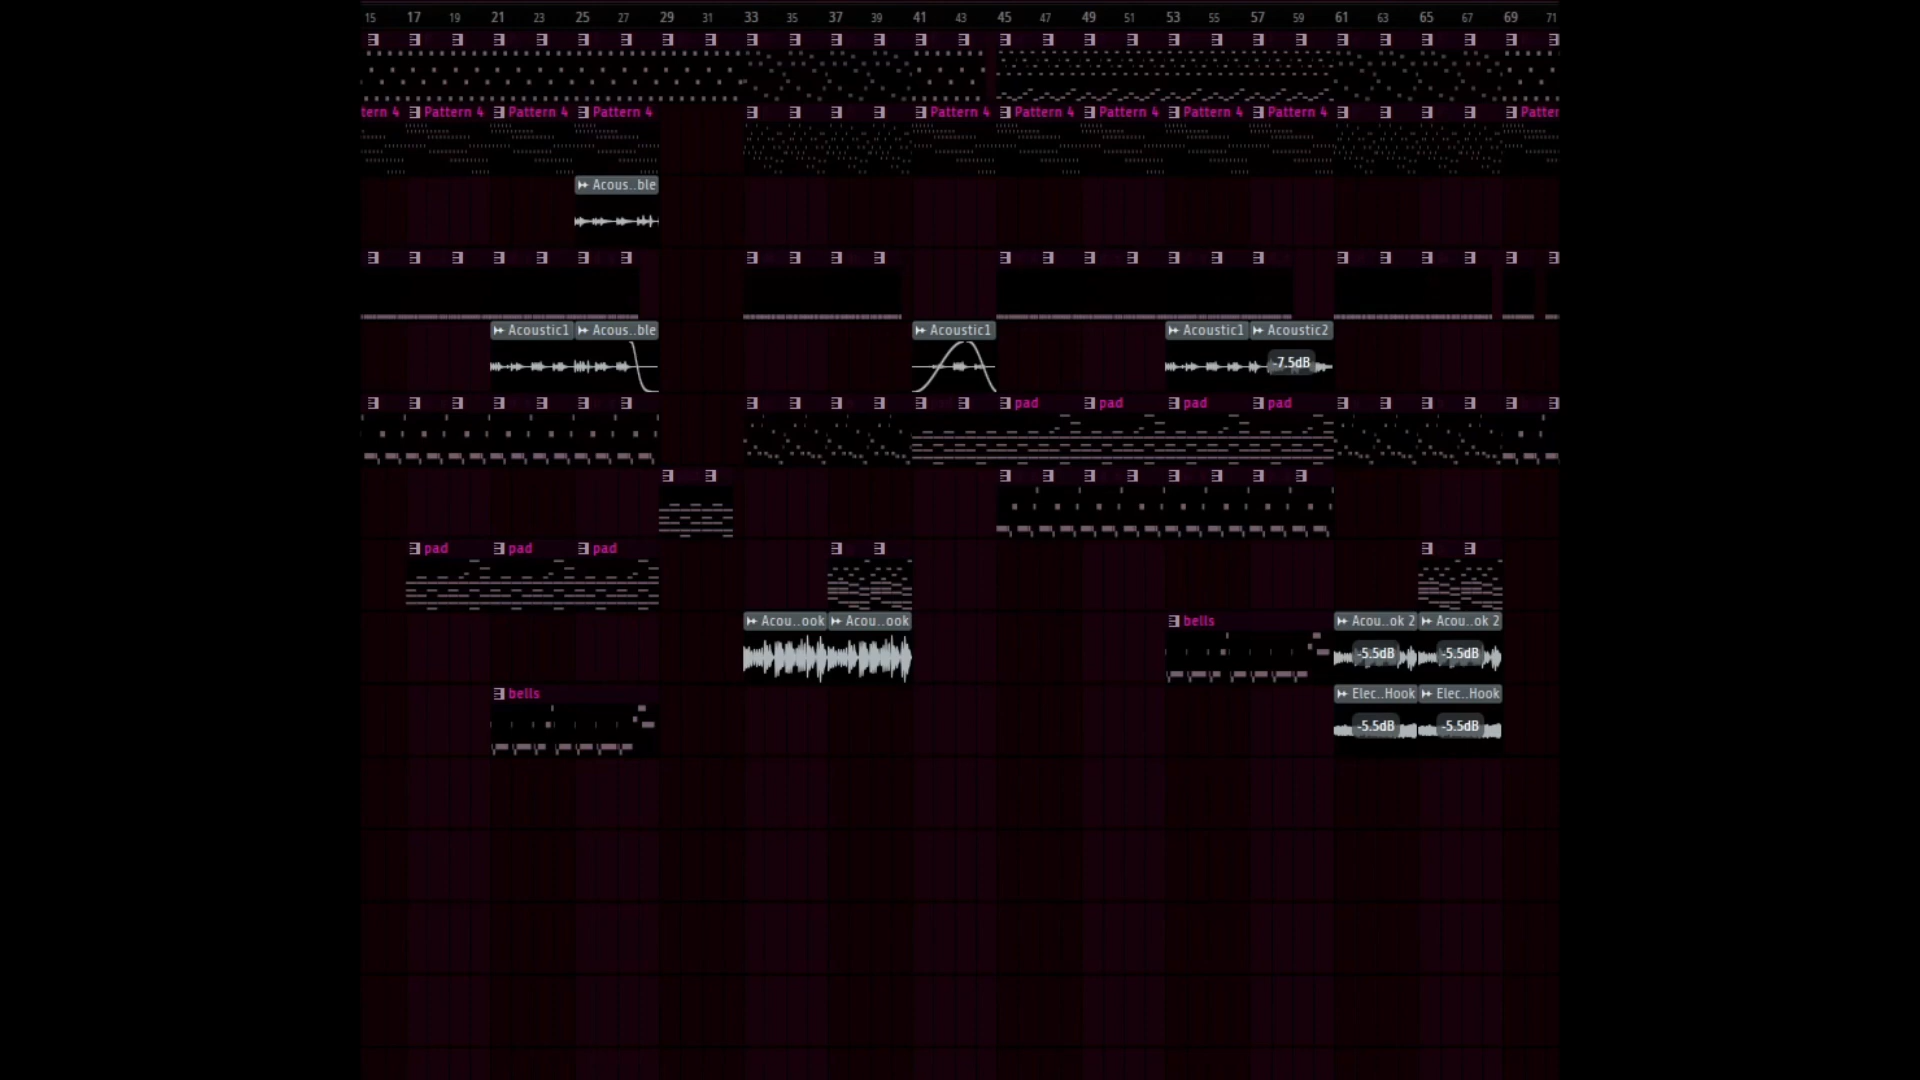 15 17 19 21 23 25 27 29 31 33 35 37 39 41 43 45 47 49 51 53 55 57 59 61 63 65 67 69 71
tern 4 Pattern 4 Pattern 4 Pattern 4 Pattern 4 Pattern 4 Pattern 4 Pattern 4 Pattern 4 Patter
Acous..ble
Acoustic1 Acous..ble Acoustic1 Acoustic1 Acoustic2
-7.5dB
pad pad pad pad
pad pad pad
Acou..ook Acou..ook bells Acou..ok 2 Acou..ok 2
-5.5dB -5.5dB
bells Elec..Hook Elec..Hook
-5.5dB -5.5dB